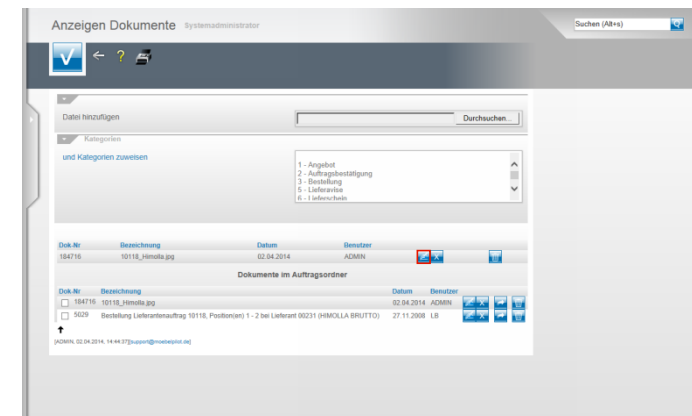 Anzeigen Dokumente Systemadministrator
Suchen (Alt+s)
?
Datei hinzufügen
Durchsuchen...
Kategorien
und Kategorien zuweisen
1 - Angebot
2 - Auftragsbestätigung
3 - Bestellung
5 - Lieferavise
6 - Lieferschein
Dok-Nr Bezeichnung Datum Benutzer
184716 10118_Himolla.jpg 02.04.2014 ADMIN
Dokumente im Auftragsordner
Dok-Nr Bezeichnung Datum Benutzer
184716 10118_Himolla.jpg 02.04.2014 ADMIN
5029 Bestellung Lieferantenauftrag 10118, Position(en) 1 - 2 bei Lieferant 00231 (HIMOLLA BRUTTO) 27.11.2008 LB
[ADMIN, 02.04.2014, 14:44:37][support@moebelpilot.de]